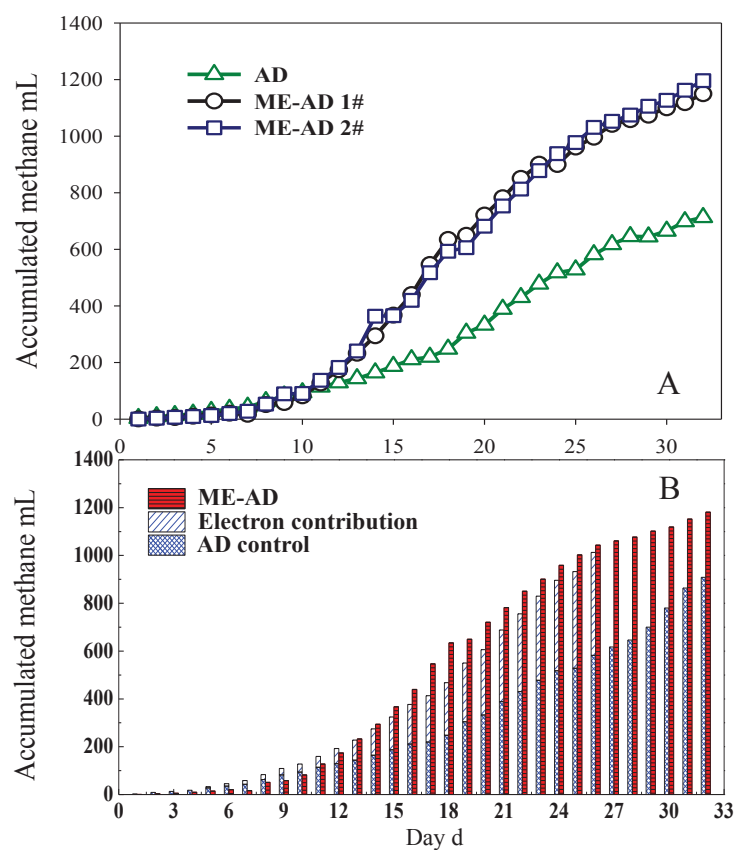 1400
1200
1000
800
600
400
200
0
Accumulated methane mL
AD
ME-AD 1#
ME-AD 2#
A
0 5 10 15 20 25 30
1400
1200
1000
800
600
400
200
0
Accumulated methane mL
ME-AD
Electron contribution
AD control
B
0 3 6 9 12 15 18 21 24 27 30 33
Day d